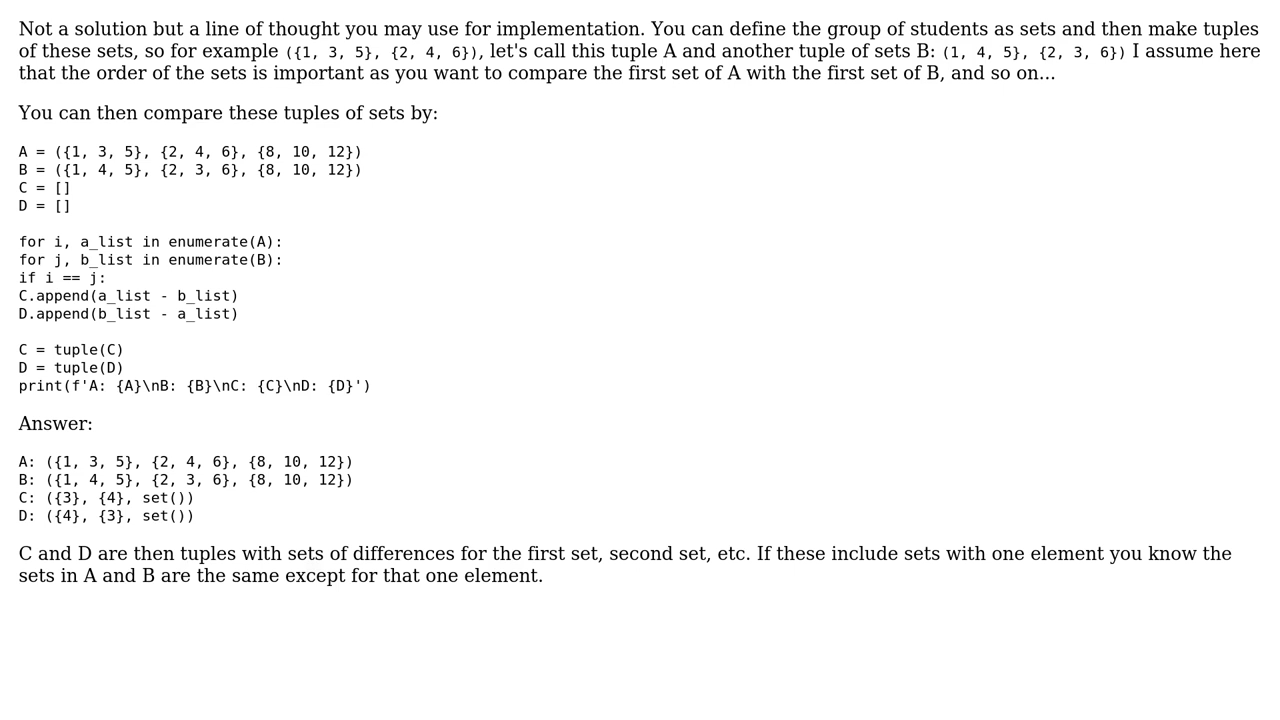 Not a solution but a line of thought you may use for implementation. You can define the group of students as sets and then make tuples
of these sets, so for example ({1, 3, 5}, {2, 4, 6}), let's call this tuple A and another tuple of sets B: (1, 4, 5}, {2, 3, 6}) I assume here
that the order of the sets is important as you want to compare the first set of A with the first set of B, and so on...
You can then compare these tuples of sets by:
A = ({1, 3, 5}, {2, 4, 6}, {8, 10, 12})
B = ({1, 4, 5}, {2, 3, 6}, {8, 10, 12})
C = []
D = []
for i, a_list in enumerate(A):
for j, b_list in enumerate(B):
if i == j:
C.append(a_list - b_list)
D.append(b_list - a_list)
C = tuple(C)
D = tuple(D)
print(f'A: {A}\nB: {B}\nC: {C}\nD: {D}')
Answer:
A: ({1, 3, 5}, {2, 4, 6}, {8, 10, 12})
B: ({1, 4, 5}, {2, 3, 6}, {8, 10, 12})
C: ({3}, {4}, set())
D: ({4}, {3}, set())
C and D are then tuples with sets of differences for the first set, second set, etc. If these include sets with one element you know the
sets in A and B are the same except for that one element.